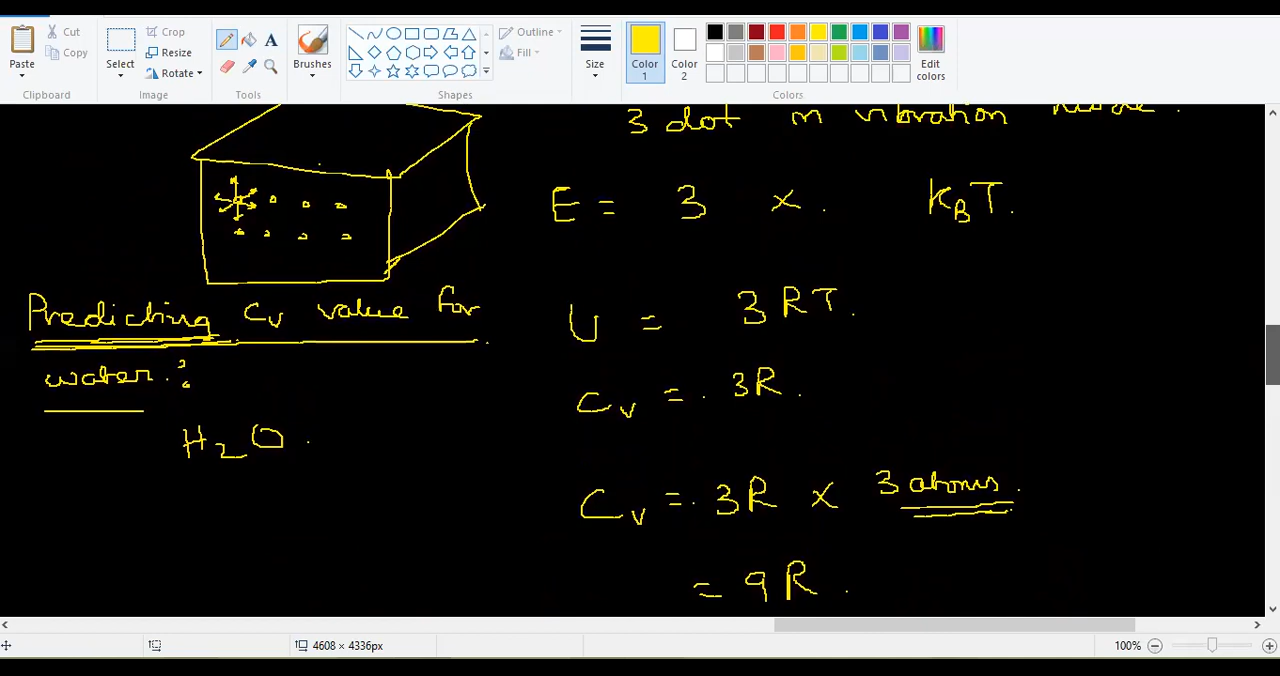 Cut
Copy
Paste
Clipboard
Select
Crop
Resize
Rotate
Image
A
Tools
Brushes
Outline
Fill
Shapes
Size
Color 1
Color 2
Edit colors
Colors
3 dof in vibration mode.
E = 3 × KBT.
Predicting Cv value for
water :
H2O.
U = 3RT.
Cv = 3R.
Cv = 3R × 3 atoms.
= 9R.
4608 × 4336px
100%